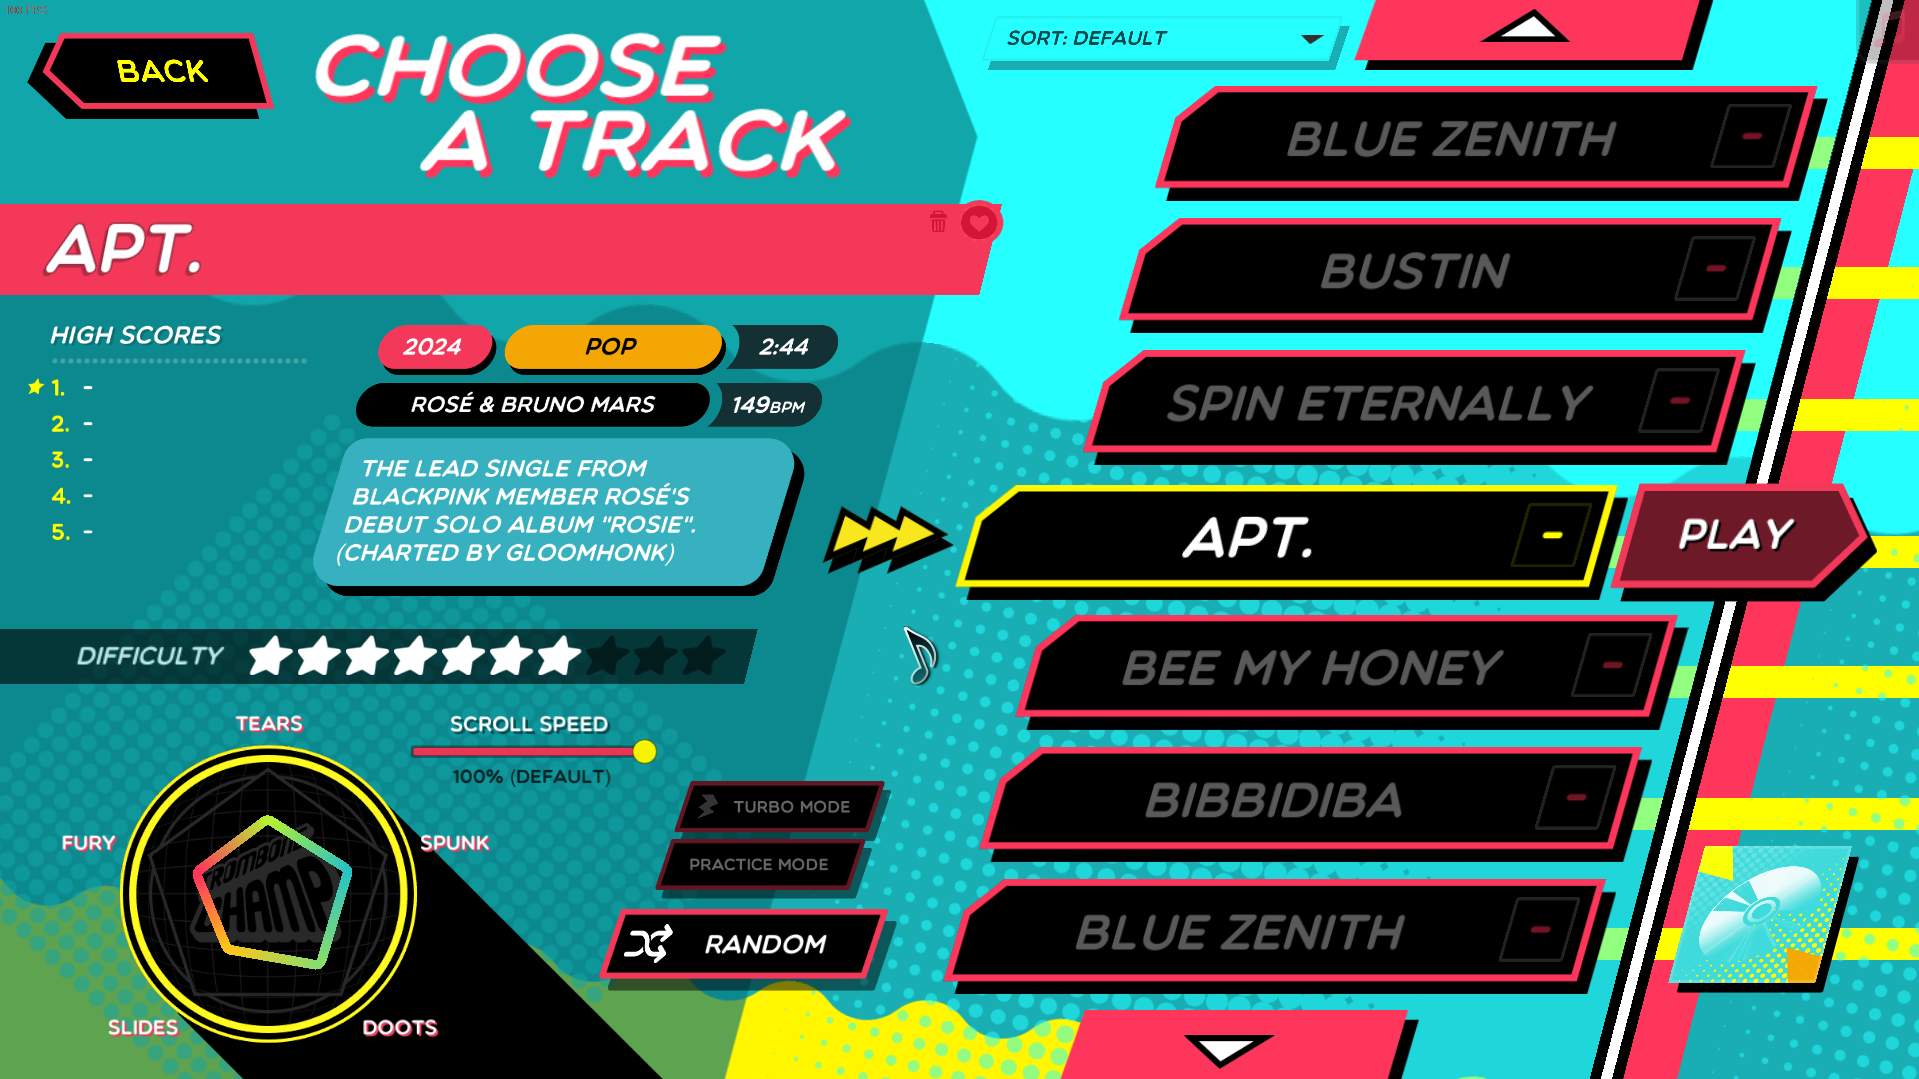 BACK
CHOOSE
A TRACK
SORT: DEFAULT
APT.
HIGH SCORES
1. -
2. -
3. -
4. -
5. -
2024
POP
2:44
ROSÉ & BRUNO MARS
149BPM
THE LEAD SINGLE FROM
BLACKPINK MEMBER ROSÉ'S
DEBUT SOLO ALBUM "ROSIE".
(CHARTED BY GLOOMHONK)
DIFFICULTY
TEARS
FURY
SPUNK
SLIDES
DOOTS
TROMBONE
CHAMP
SCROLL SPEED
100% (DEFAULT)
TURBO MODE
PRACTICE MODE
RANDOM
BLUE ZENITH -
BUSTIN -
SPIN ETERNALLY -
APT. -
PLAY
BEE MY HONEY -
BIBBIDIBA -
BLUE ZENITH -